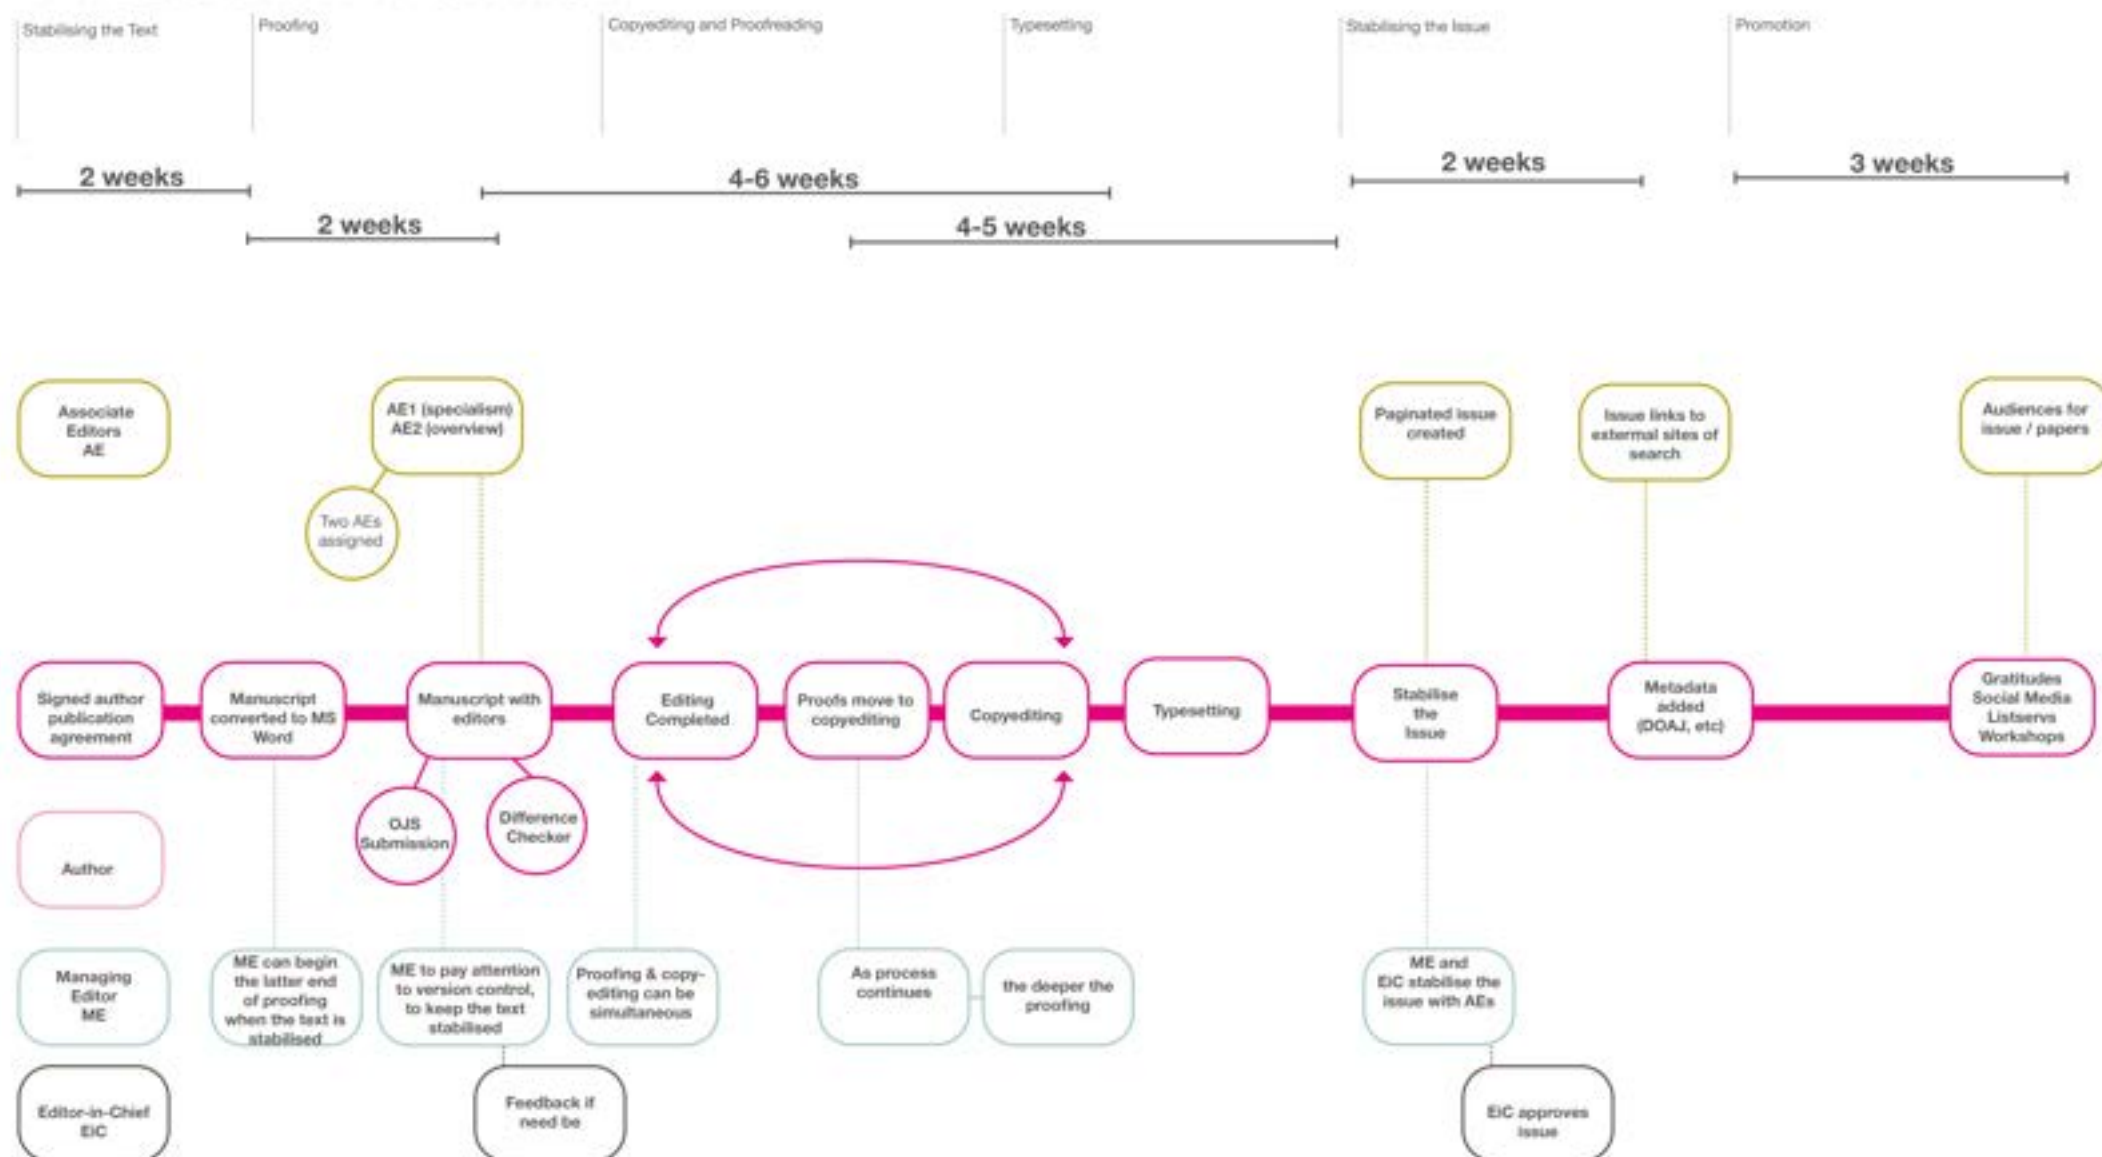 Stabilising the Text
Proofing
Copyediting and Proofreading
Typesetting
Stabilising the Issue
Promotion
2 weeks
4-6 weeks
2 weeks
3 weeks
2 weeks
4-5 weeks
Associate
Editors
AE
AE1 (specialism)
AE2 (overview)
Paginated issue
created
Issue links to
extermal sites of
search
Audiences for
issue / papers
Two AEs
assigned
Signed author
publication
agreement
Manuscript
converted to MS
Word
Manuscript with
editors
Editing
Completed
Proofs move to
copyediting
Copyediting
Typesetting
Stabilise
the
Issue
Metadata
added
(DOAJ, etc)
Gratitudes
Social Media
Listservs
Workshops
OJS
Submission
Difference
Checker
Author
Managing
Editor
ME
ME can begin
the latter end
of proofing
when the text is
stabilised
ME to pay attention
to version control,
to keep the text
stabilised
Proofing & copy-
editing can be
simultaneous
As process
continues
the deeper the
proofing
ME and
EiC stabilise the
issue with AEs
Editor-in-Chief
EiC
Feedback if
need be
EiC approves
issue